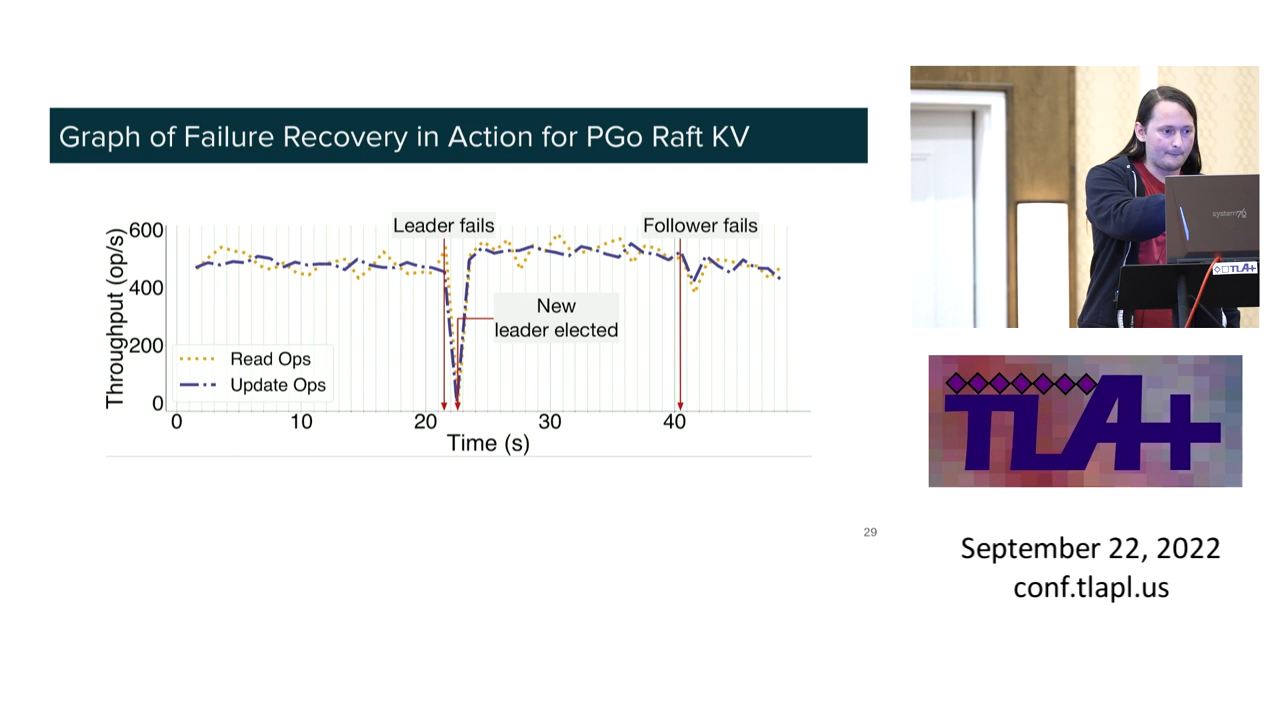 Graph of Failure Recovery in Action for PGo Raft KV
Leader fails
Follower fails
New
leader elected
Throughput (op/s)
600
400
200
0
Read Ops
Update Ops
0
10
20
30
40
Time (s)
29
system76
TLA+
TLA+
September 22, 2022
conf.tlapl.us